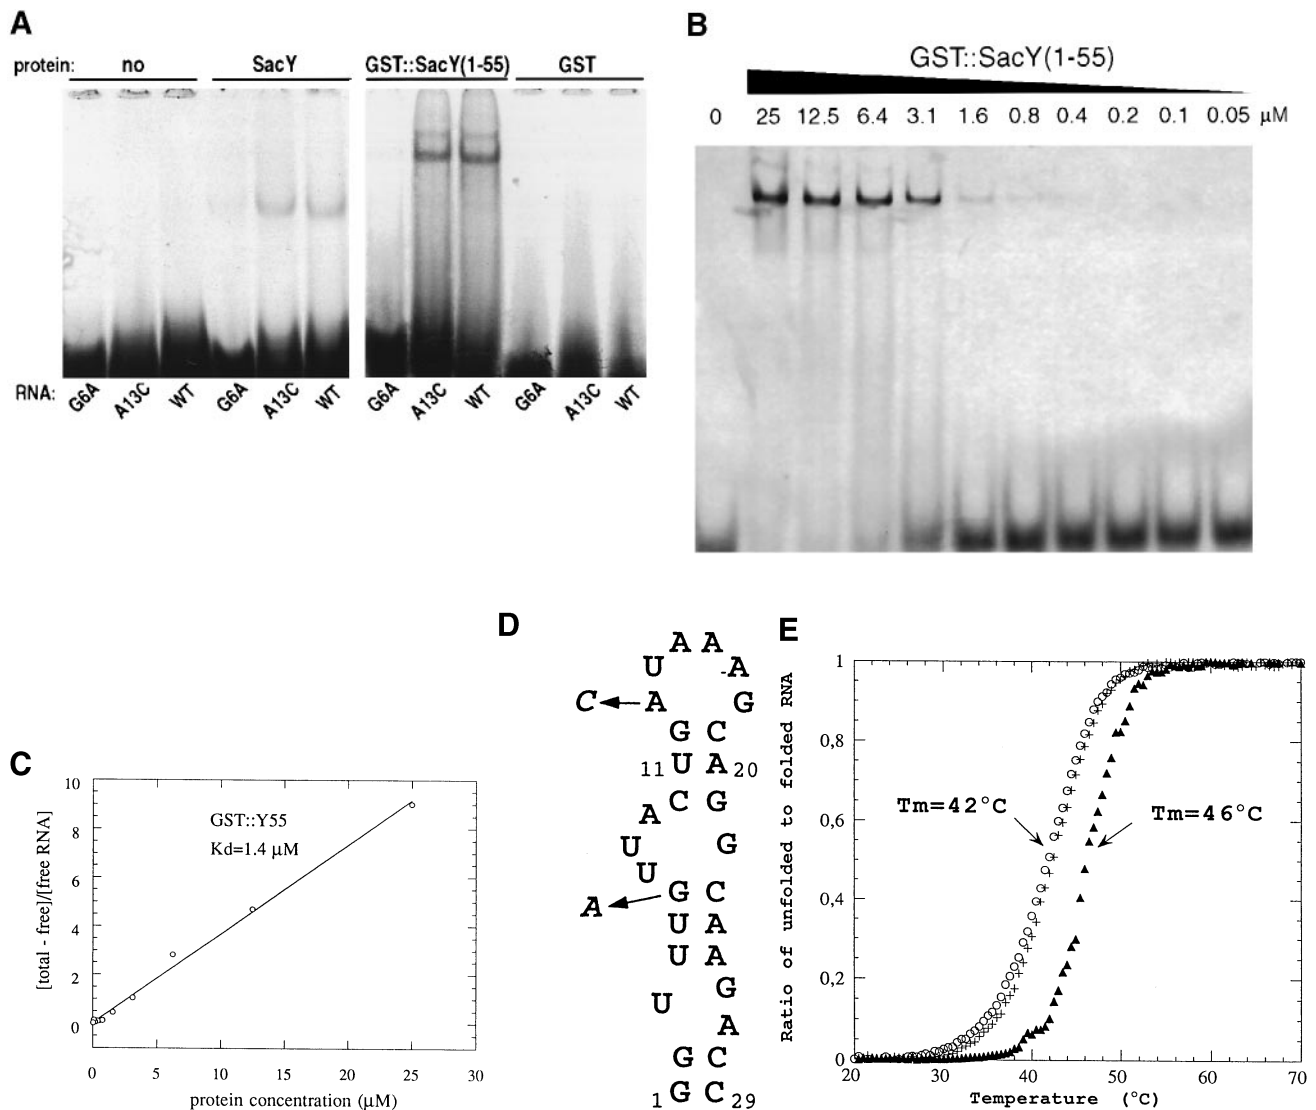 A
protein: no SacY GST::SacY(1-55) GST
RNA: G6A A13C WT G6A A13C WT G6A A13C WT G6A A13C WT
B
GST::SacY(1-55)
0 25 12.5 6.4 3.1 1.6 0.8 0.4 0.2 0.1 0.05 μM
C
[total - free]/[free RNA]
10
8
6
4
2
0
GST::Y55
Kd=1.4 μM
0 5 10 15 20 25 30
protein concentration (μM)
D
A A
U A
C A G
G C
11 U A 20
C G
A
U G
U
A G C
U A
U A
G
U
A
G C
1 G C 29
E
Ratio of unfolded to folded RNA
1
0,8
0,6
0,4
0,2
0
Tm=42°C
Tm=46°C
20 30 40 50 60 70
Temperature (°C)